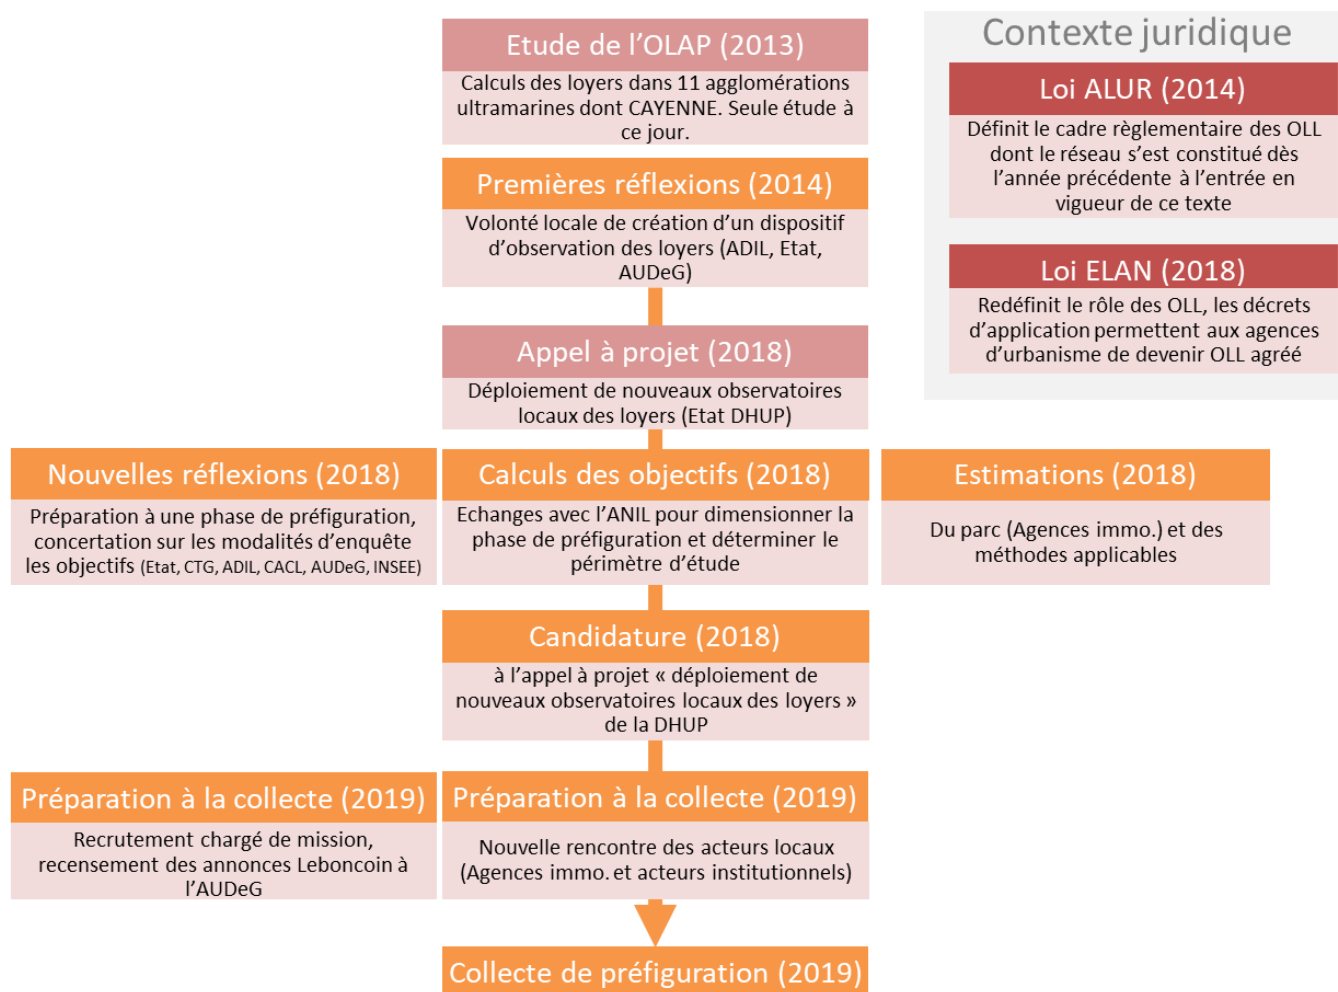 Etude de l'OLAP (2013)
Calculs des loyers dans 11 agglomérations
ultramarines dont CAYENNE. Seule étude à
ce jour.
Premières réflexions (2014)
Volonté locale de création d'un dispositif
d'observation des loyers (ADIL, Etat,
AUDeG)
Appel à projet (2018)
Déploiement de nouveaux observatoires
locaux des loyers (Etat DHUP)
Contexte juridique
Loi ALUR (2014)
Définit le cadre règlementaire des OLL
dont le réseau s'est constitué dès
l'année précédente à l'entrée en
vigueur de ce texte
Loi ELAN (2018)
Redéfinit le rôle des OLL, les décrets
d'application permettent aux agences
d'urbanisme de devenir OLL agréé
Nouvelles réflexions (2018)
Préparation à une phase de préfiguration,
concertation sur les modalités d'enquête
les objectifs (Etat, CTG, ADIL, CACL, AUDeG, INSEE)
Calculs des objectifs (2018)
Echanges avec l'ANIL pour dimensionner la
phase de préfiguration et déterminer le
périmètre d'étude
Estimations (2018)
Du parc (Agences immo.) et des
méthodes applicables
Candidature (2018)
à l'appel à projet « déploiement de
nouveaux observatoires locaux des loyers »
de la DHUP
Préparation à la collecte (2019)
Recrutement chargé de mission,
recensement des annonces Leboncoin à
l'AUDeG
Préparation à la collecte (2019)
Nouvelle rencontre des acteurs locaux
(Agences immo. et acteurs institutionnels)
Collecte de préfiguration (2019)